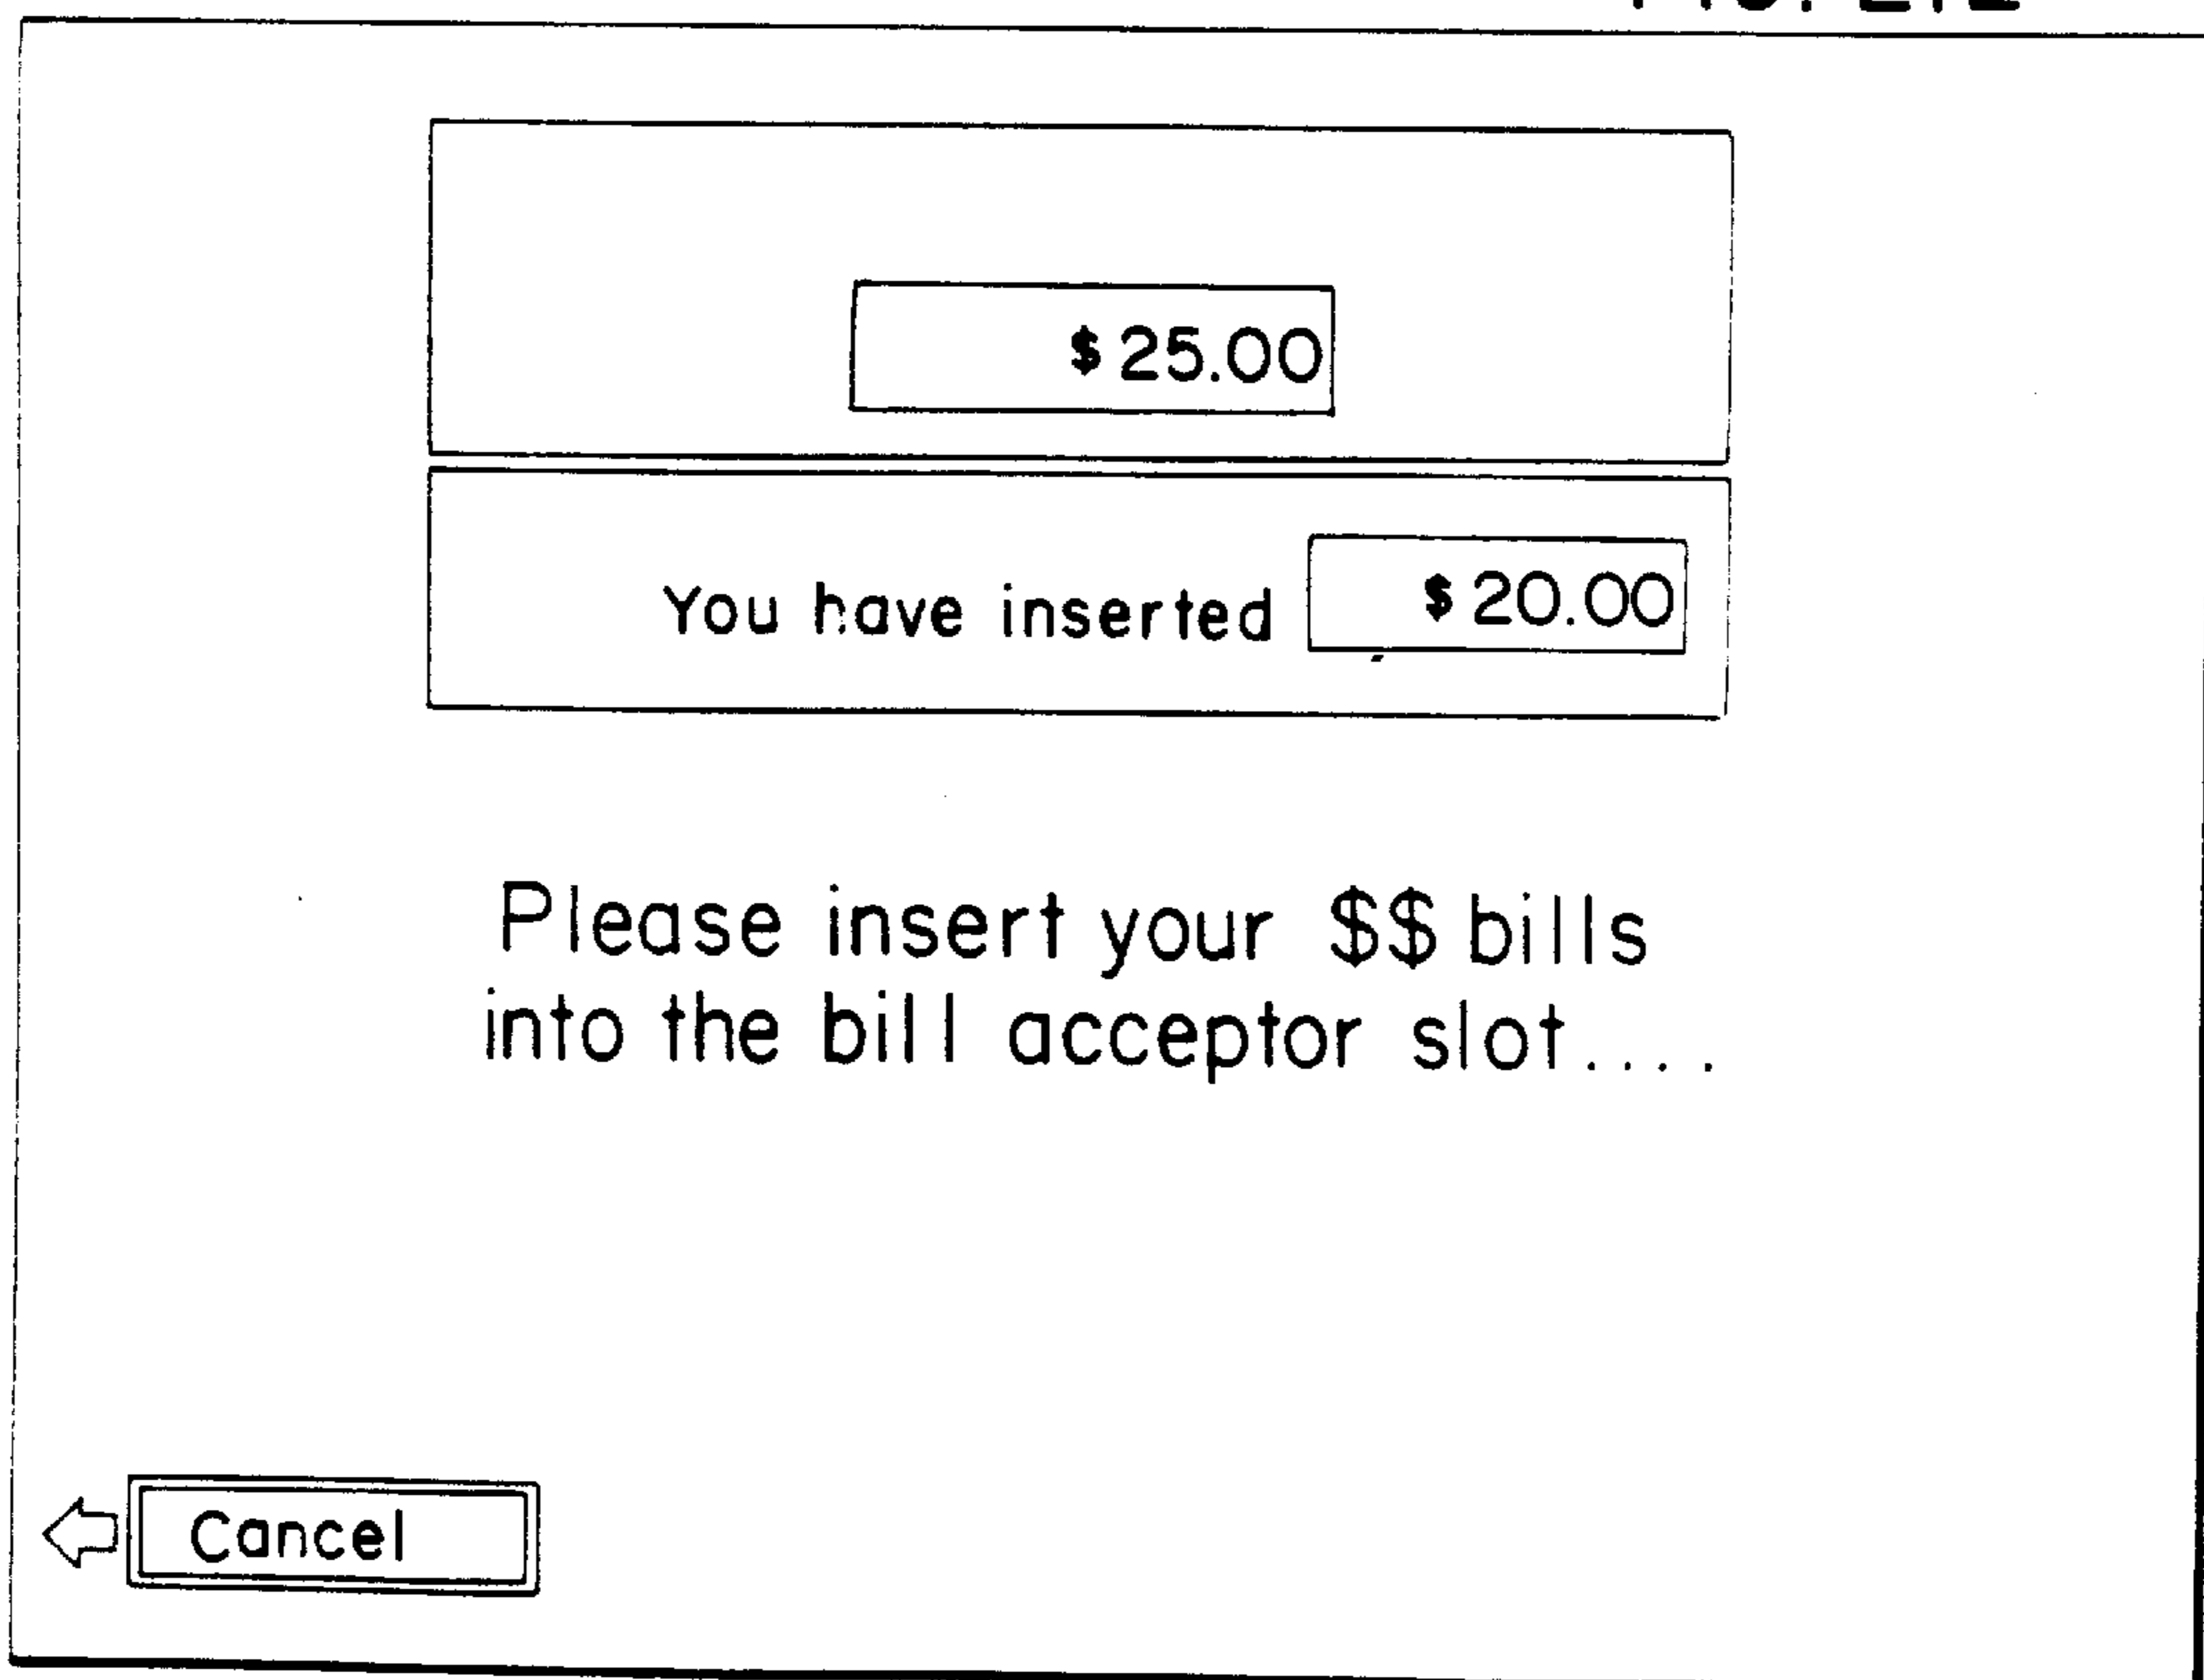 $25.00
You have inserted $20.00
Please insert your $$ bills
into the bill acceptor slot....
Cancel